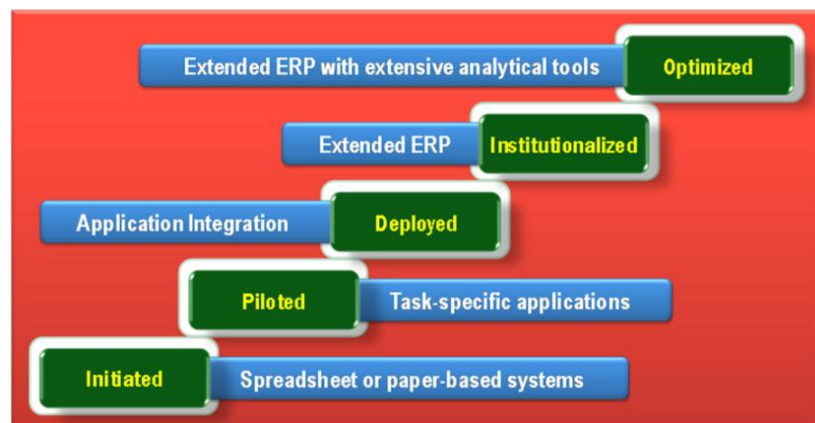 Extended ERP with extensive analytical tools Optimized
Extended ERP Institutionalized
Application Integration Deployed
Piloted Task-specific applications
Initiated Spreadsheet or paper-based systems